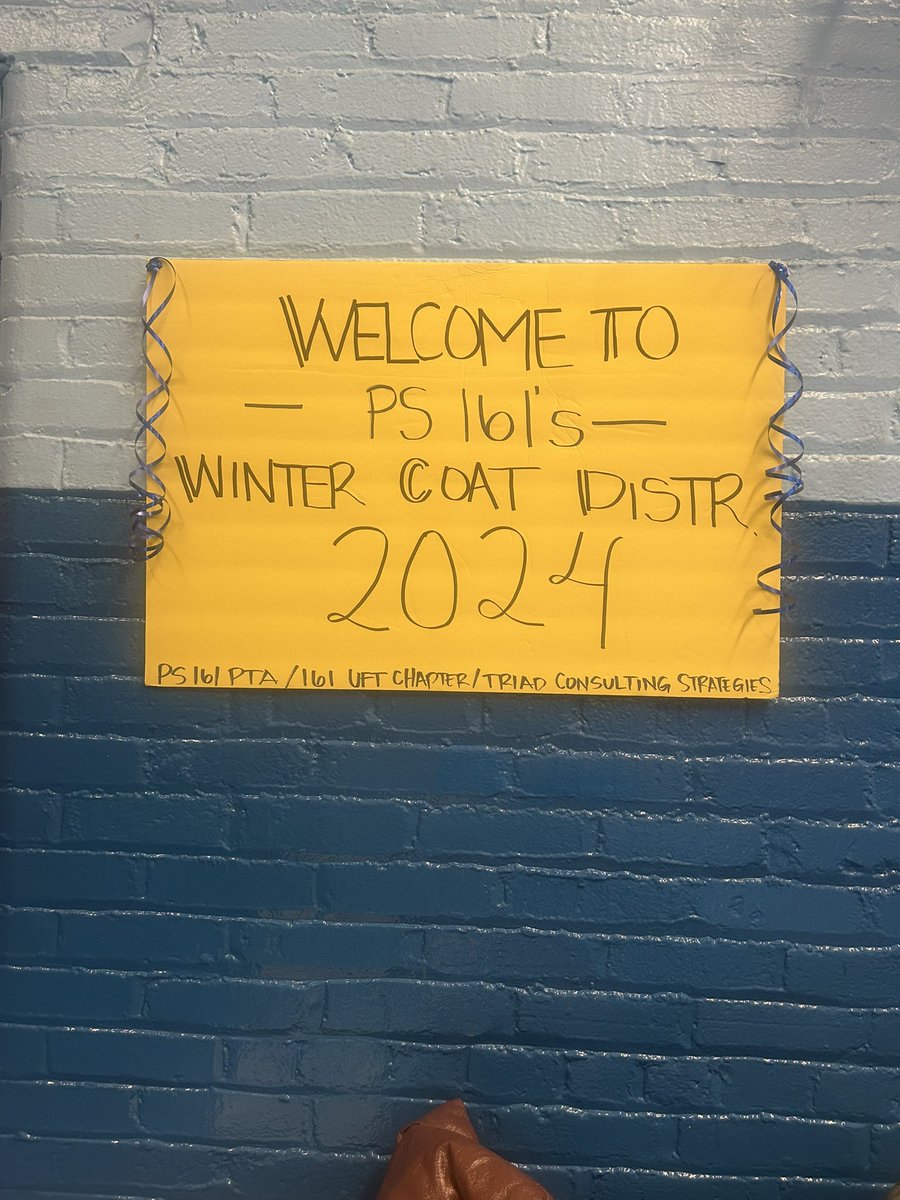 WELCOME TO
— PS 161's —
WINTER COAT DISTR.
2024
PS 161 PTA / 161 UFT CHAPTER / TRIAD CONSULTING STRATEGIES